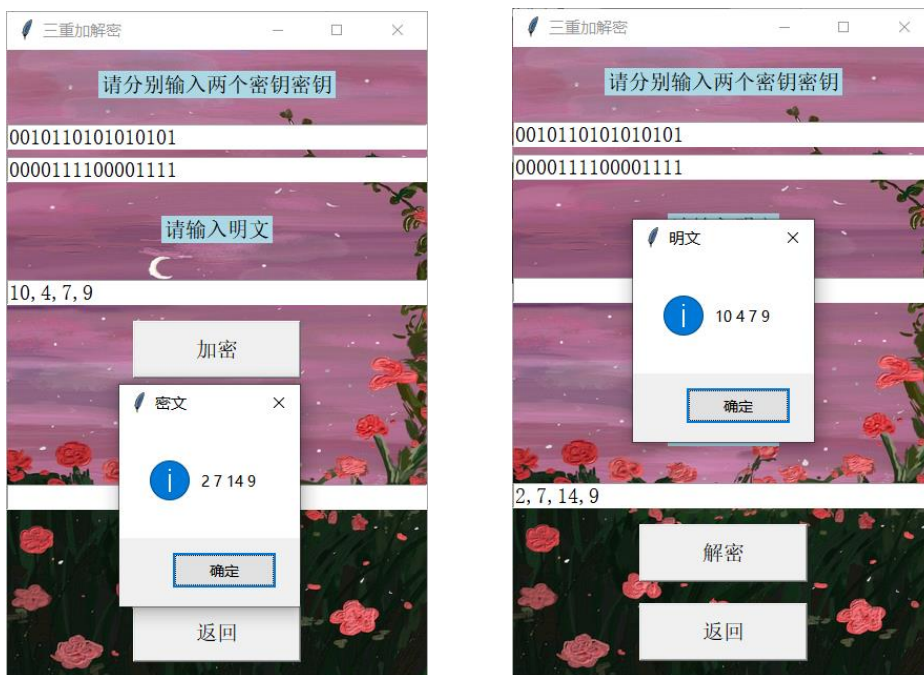 三重加解密
请分别输入两个密钥密钥
0010110101010101
0000111100001111
请输入明文
10,4,7,9
加密
密文
2 7 14 9
确定
返回
三重加解密
请分别输入两个密钥密钥
0010110101010101
0000111100001111
明文
10 4 7 9
确定
2,7,14,9
解密
返回